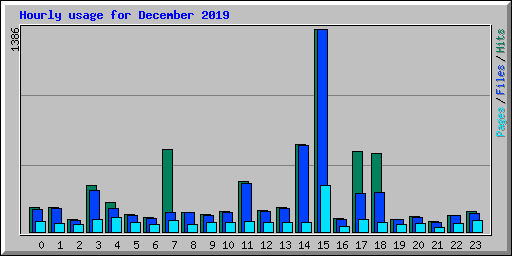 Hourly usage for December 2019
1386
Pages/Files/Hits
0 1 2 3 4 5 6 7 8 9 10 11 12 13 14 15 16 17 18 19 20 21 22 23